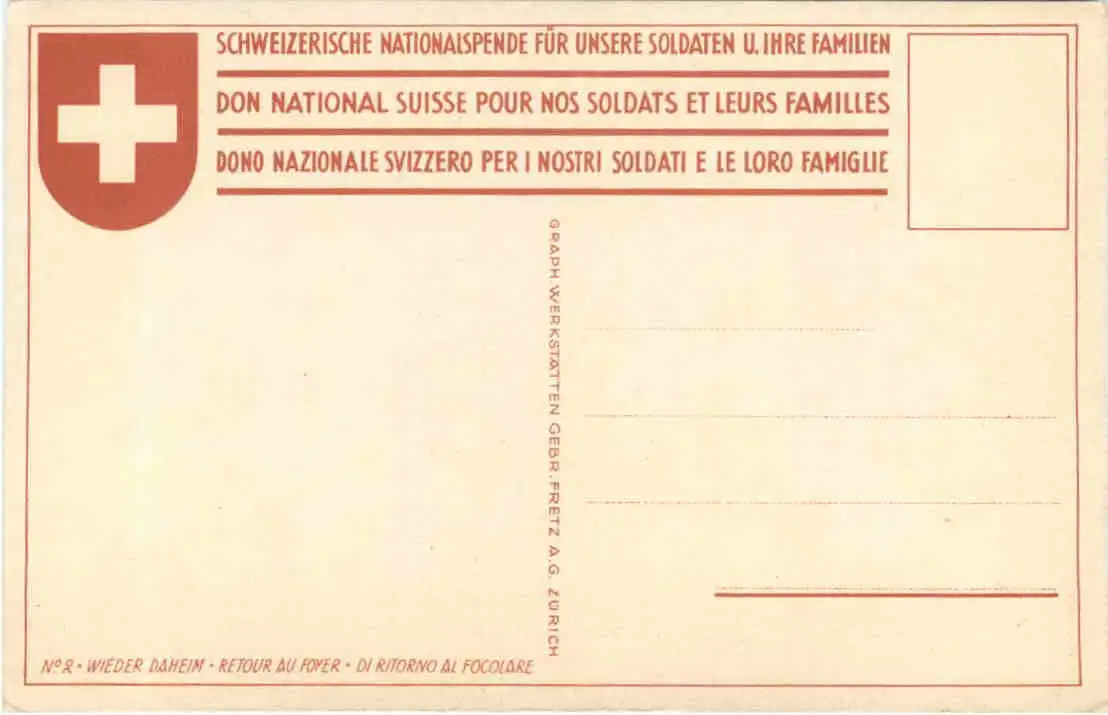 SCHWEIZERISCHE NATIONALSPENDE FÜR UNSERE SOLDATEN U. IHRE FAMILIEN
DON NATIONAL SUISSE POUR NOS SOLDATS ET LEURS FAMILLES
DONO NAZIONALE SVIZZERO PER I NOSTRI SOLDATI E LE LORO FAMIGLIE
GRAPH. WERKSTÄTTEN GEBR. FRETZ A.G. ZÜRICH
Nº 2 • WIEDER DAHEIM • RETOUR AU FOYER • DI RITORNO AL FOCOLARE